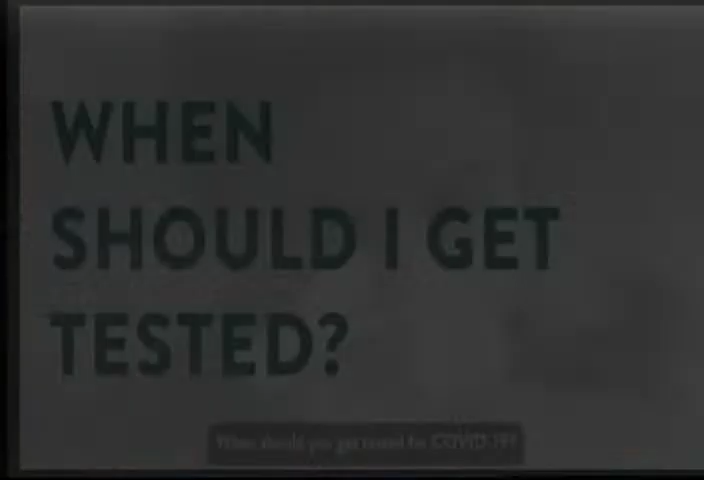 WHEN
SHOULD I GET
TESTED?
When should you get tested for COVID-19?